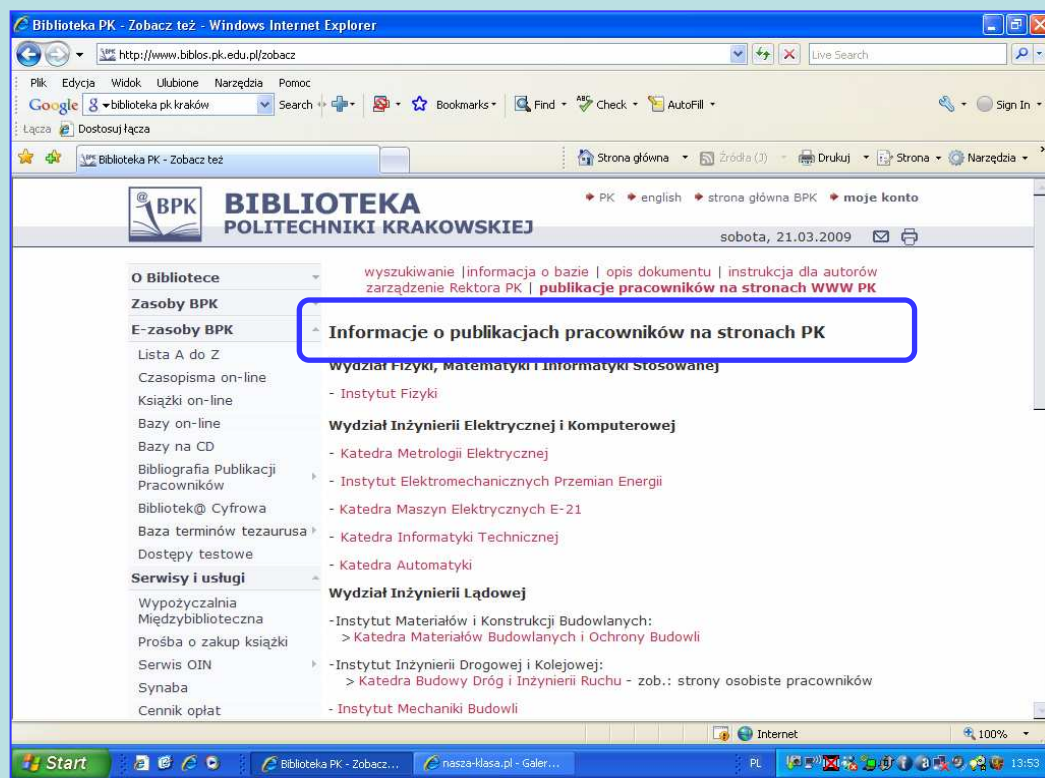 Biblioteka PK - Zobacz też - Windows Internet Explorer
http://www.biblos.pk.edu.pl/zobacz
Live Search
Plik Edycja Widok Ulubione Narzędzia Pomoc
Google biblioteka pk kraków Search Bookmarks Find Check AutoFill Sign In
Łącza Dostosuj łącza
Biblioteka PK - Zobacz też
Strona główna Źródła (J) Drukuj Strona Narzędzia
BPK
BIBLIOTEKA
POLITECHNIKI KRAKOWSKIEJ
PK english strona główna BPK moje konto
sobota, 21.03.2009
O Bibliotece
Zasoby BPK
E-zasoby BPK
Lista A do Z
Czasopisma on-line
Książki on-line
Bazy on-line
Bazy na CD
Bibliografia Publikacji
Pracowników
Bibliotek@ Cyfrowa
Baza terminów tezaurusa
Dostępy testowe
Serwisy i usługi
Wypożyczalnia
Międzybiblioteczna
Prośba o zakup książki
Serwis OIN
Synaba
Cennik opłat
wyszukiwanie |informacja o bazie | opis dokumentu | instrukcja dla autorów
zarządzenie Rektora PK | publikacje pracowników na stronach WWW PK
Informacje o publikacjach pracowników na stronach PK
Wydział Fizyki, Matematyki i Informatyki Stosowanej
- Instytut Fizyki
Wydział Inżynierii Elektrycznej i Komputerowej
- Katedra Metrologii Elektrycznej
- Instytut Elektromechanicznych Przemian Energii
- Katedra Maszyn Elektrycznych E-21
- Katedra Informatyki Technicznej
- Katedra Automatyki
Wydział Inżynierii Lądowej
-Instytut Materiałów i Konstrukcji Budowlanych:
> Katedra Materiałów Budowlanych i Ochrony Budowli
-Instytut Inżynierii Drogowej i Kolejowej:
> Katedra Budowy Dróg i Inżynierii Ruchu - zob.: strony osobiste pracowników
- Instytut Mechaniki Budowli
Internet 100%
Start Biblioteka PK - Zobacz... nasza-klasa.pl - Galer... PL 13:53